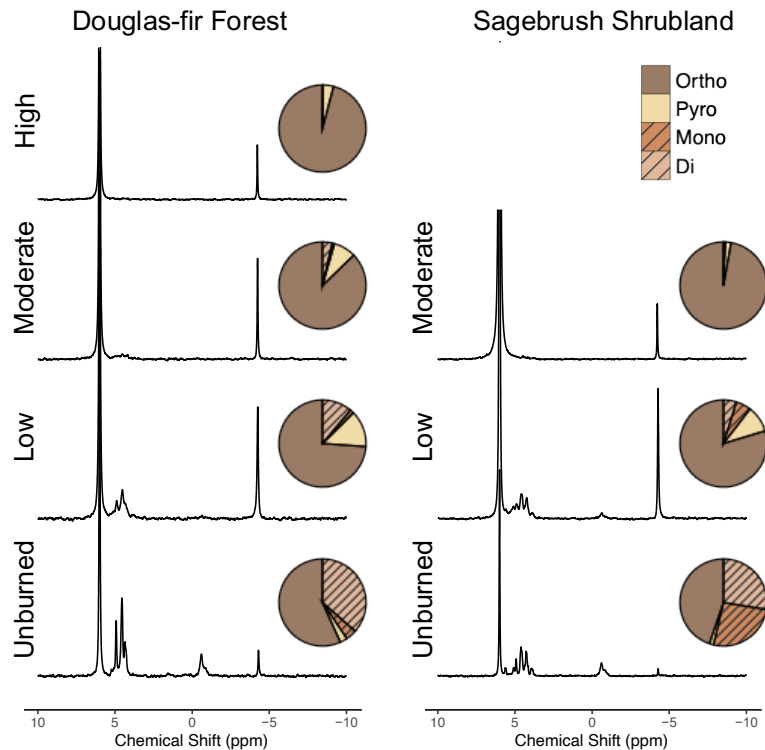 Douglas-fir Forest
Sagebrush Shrubland
High
Ortho
Pyro
Mono
Di
Moderate
Moderate
Low
Low
Unburned
Unburned
10 5 0 −5 −10
10 5 0 −5 −10
Chemical Shift (ppm)
Chemical Shift (ppm)